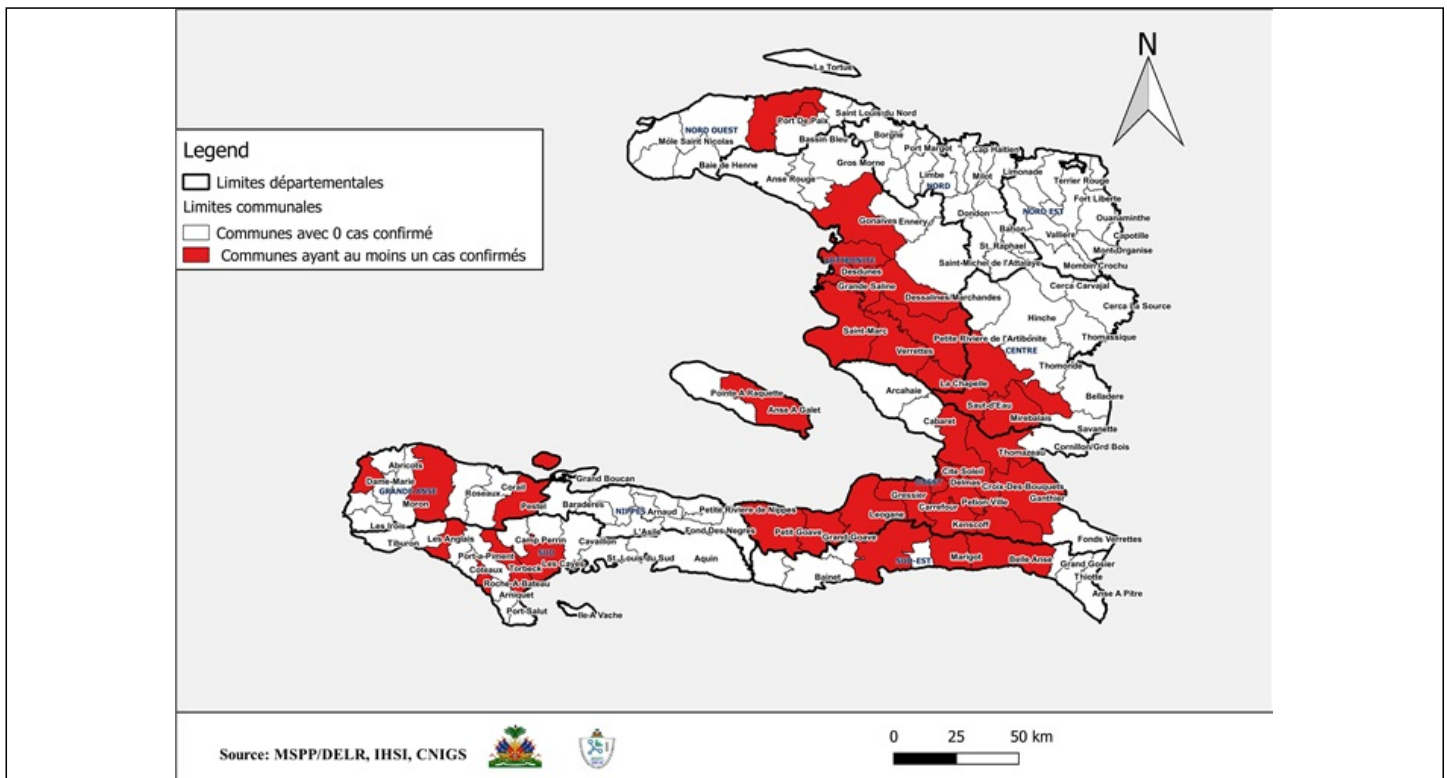 N
La Tortue
Saint Louis du Nord
Port De Paix
NORD OUEST
Môle Saint Nicolas
Bassin Bleu
Borgne
Port Margot
Cap Haïtien
Baie de Henne
Gros Morne
Limbe
Milot
Limonade
Terrier Rouge
Anse Rouge
NORD
Fort Liberte
NORD EST
Ouanaminthe
Gonaïves
Ennery
Dondon
Bahon
Valliere
Capotille
St. Raphael
Mont-Organise
Saint-Michel de l'Attalaye
Mombin Crochu
ARTIBONITE
Desdunes
Grande Saline
Cerca Carvajal
Dessalines/Marchandes
Cerca La Source
Hinche
Saint-Marc
Petite Riviere de l'Artibonite
Thomassique
Verrettes
CENTRE
Thomonde
La Chapelle
Arcahaie
Belladere
Pointe A Raquette
Saut-d'Eau
Anse A Galet
Mirebalais
Cabaret
Savanette
Cornillon/Grd Bois
Thomazeau
Abricots
Cite Soleil
Grand Boucan
Dame-Marie
Corail
Delmas
Croix-Des-Bouquets
GRANDE ANSE
Roseaux
OUEST
Gressier
Ganthier
Moron
Pestel
Baraderes
Petite Riviere de Nippes
Carrefour
Petion Ville
NIPPES
Arnaud
Leogane
Les Irois
Petit Goave
Kenscoff
L'Asile
Fond Des Negres
Grand Goave
Tiburon
Les Anglais
Camp Perrin
Cavaillon
Fonds Verrettes
Port-a-Piment
SUD
St. Louis du Sud
Aquin
Marigot
Belle Anse
Les Cayes
SUD-EST
Grand Gosier
Coteaux
Torbeck
Bainet
Thiotte
Roche-A-Bateau
Arniquet
Anse A Pitre
Port-Salut
Ile A Vache
Legend
Limites départementales
Limites communales
Communes avec 0 cas confirmé
Communes ayant au moins un cas confirmés
Source: MSPP/DELR, IHSI, CNIGS
0 25 50 km